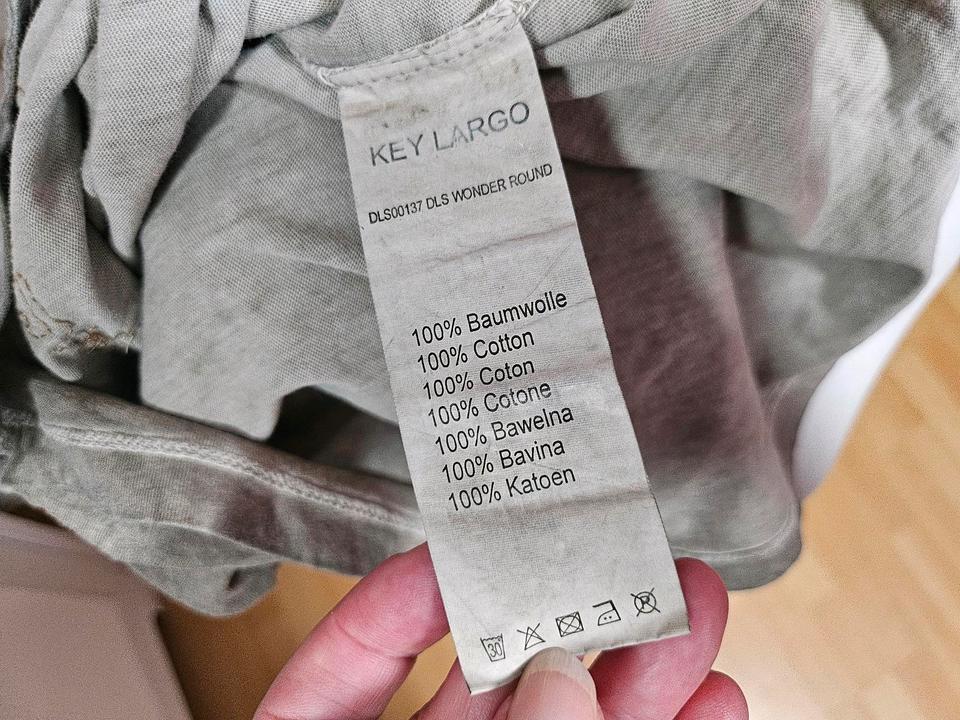 KEY LARGO
DLS00137 DLS WONDER ROUND
100% Baumwolle
100% Cotton
100% Coton
100% Cotone
100% Bawełna
100% Bavlna
100% Katoen
30
P